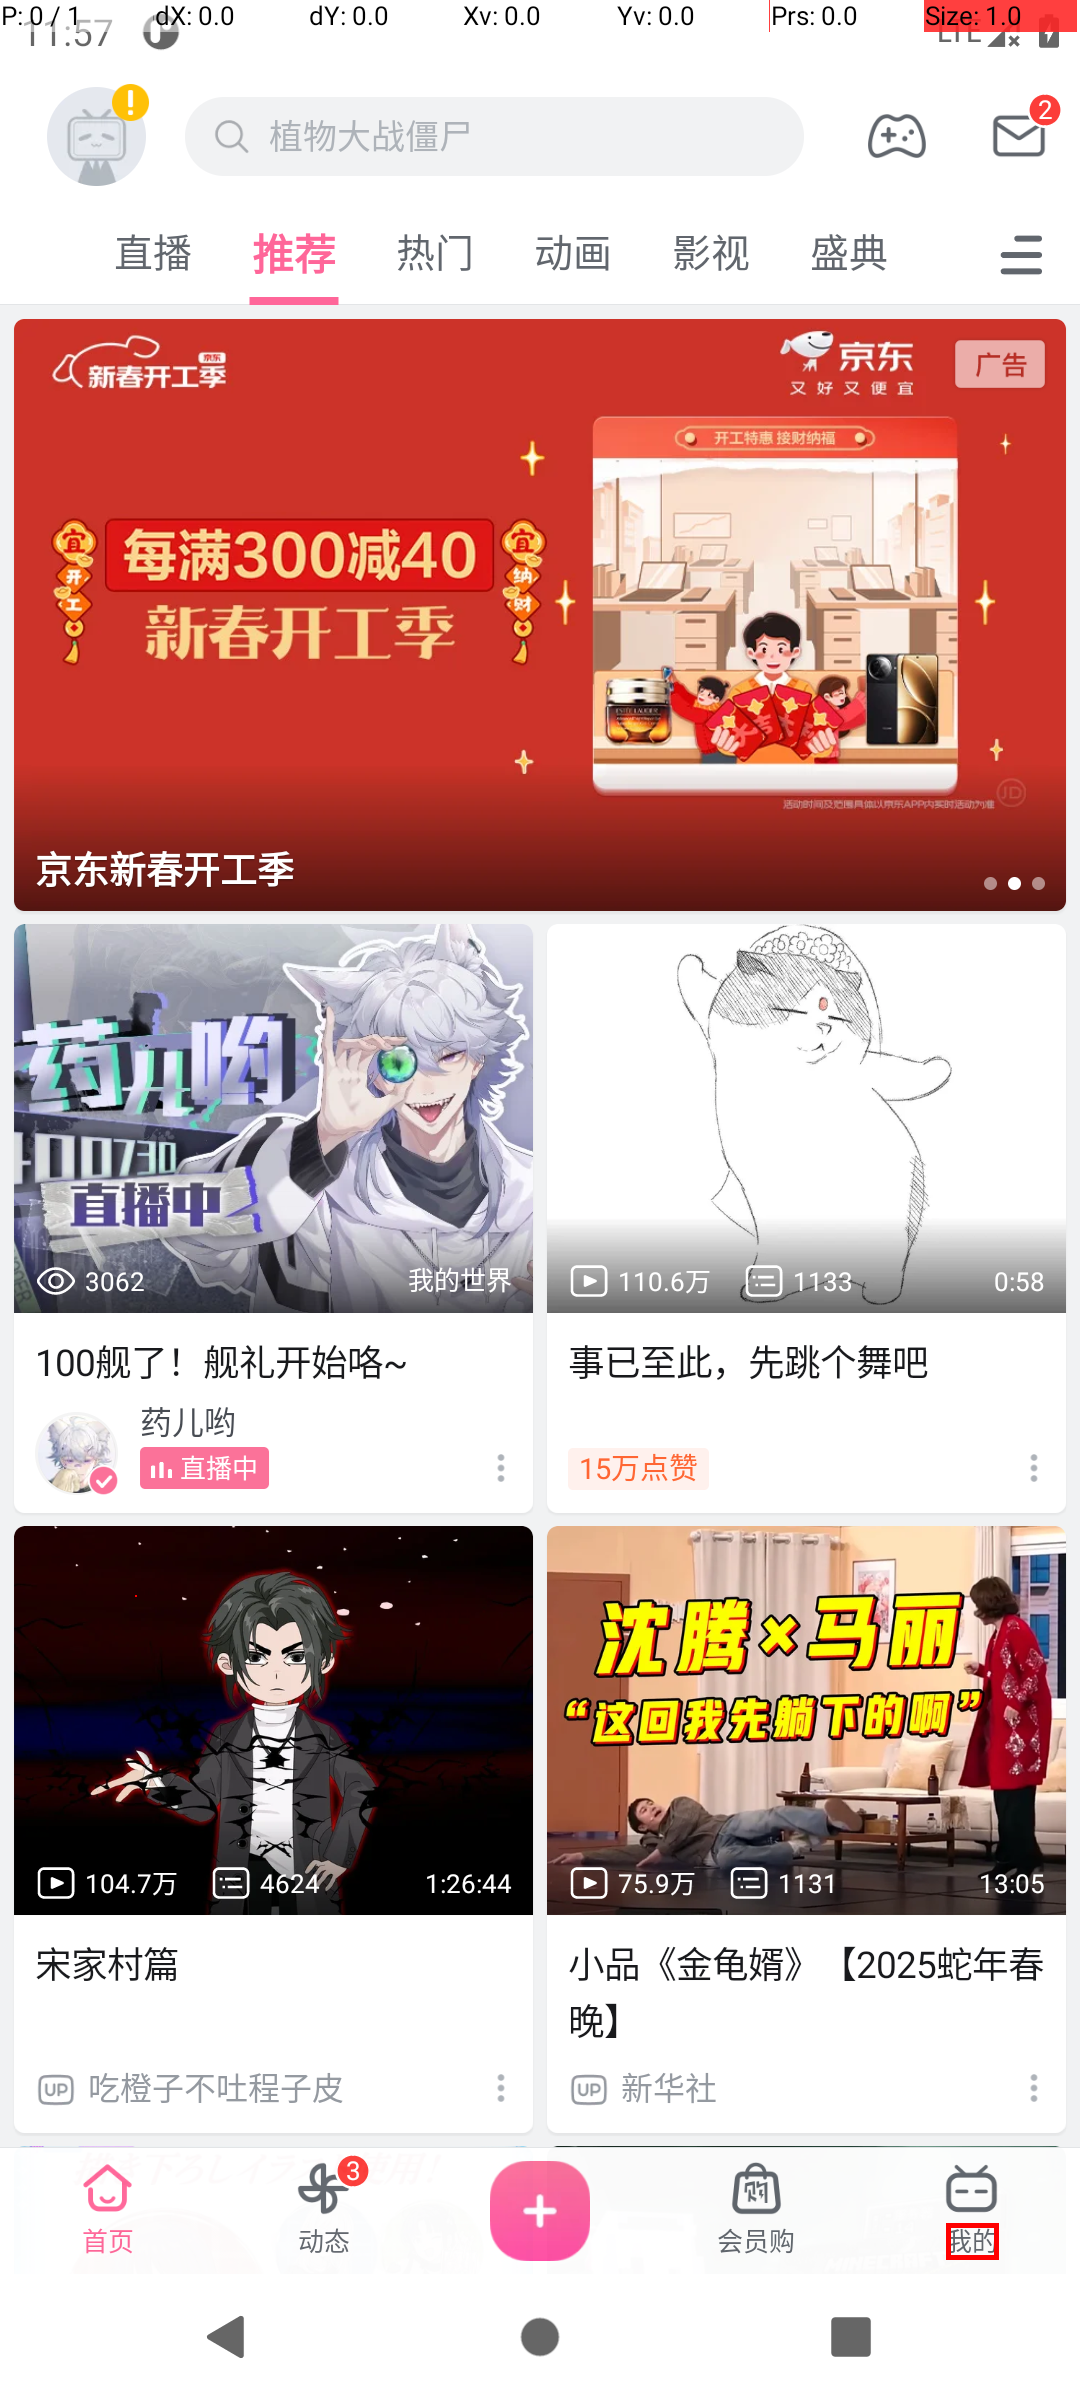 P: 0 / 1 dX: 0.0 dY: 0.0 Xv: 0.0 Yv: 0.0 Prs: 0.0 Size: 1.0
11:57 LTE
植物大战僵尸 2
直播 推荐 热门 动画 影视 盛典
京东
新春开工季
京东
又好又便宜
广告
开工特惠 接财纳福
每满300减40
新春开工季
宜开工
宜纳财
活动时间及范围具体以京东APP内实时活动为准
JD
京东新春开工季
药儿哟
直播中
3062 我的世界
110.6万 1133 0:58
100舰了！舰礼开始咯~
药儿哟
直播中
事已至此，先跳个舞吧
15万点赞
104.7万 4624 1:26:44
沈腾×马丽
“这回我先躺下的啊”
75.9万 1131 13:05
宋家村篇
UP 吃橙子不吐程子皮
小品《金龟婿》【2025蛇年春
晚】
UP 新华社
首页
3
动态
购
会员购
我的